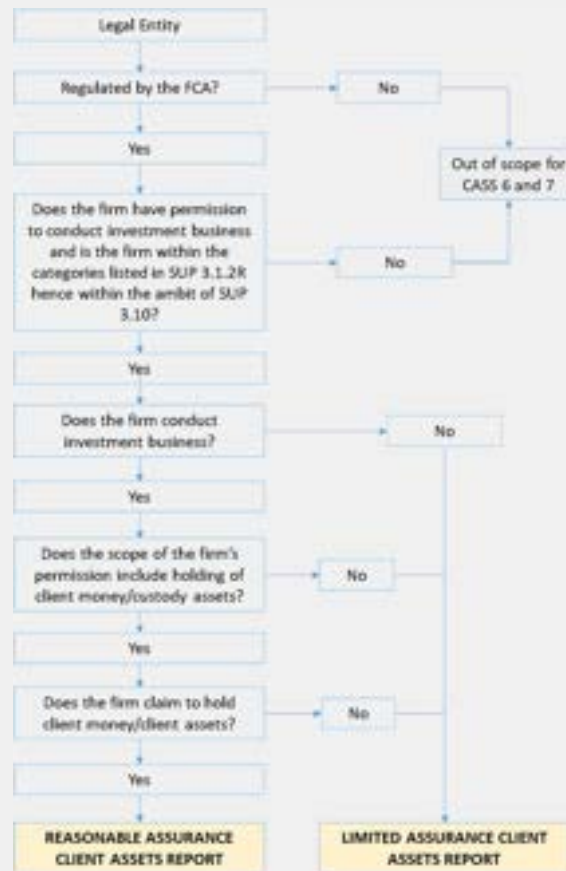 Legal Entity
Regulated by the FCA?
No
Yes
Out of scope for
CASS 6 and 7
Does the firm have permission
to conduct investment business
and is the firm within the
categories listed in SUP 3.1.2R
hence within the ambit of SUP
3.10?
No
Yes
Does the firm conduct
investment business?
No
Yes
Does the scope of the firm's
permission include holding of
client money/custody assets?
No
Yes
Does the firm claim to hold
client money/client assets?
No
Yes
REASONABLE ASSURANCE
CLIENT ASSETS REPORT
LIMITED ASSURANCE CLIENT
ASSETS REPORT